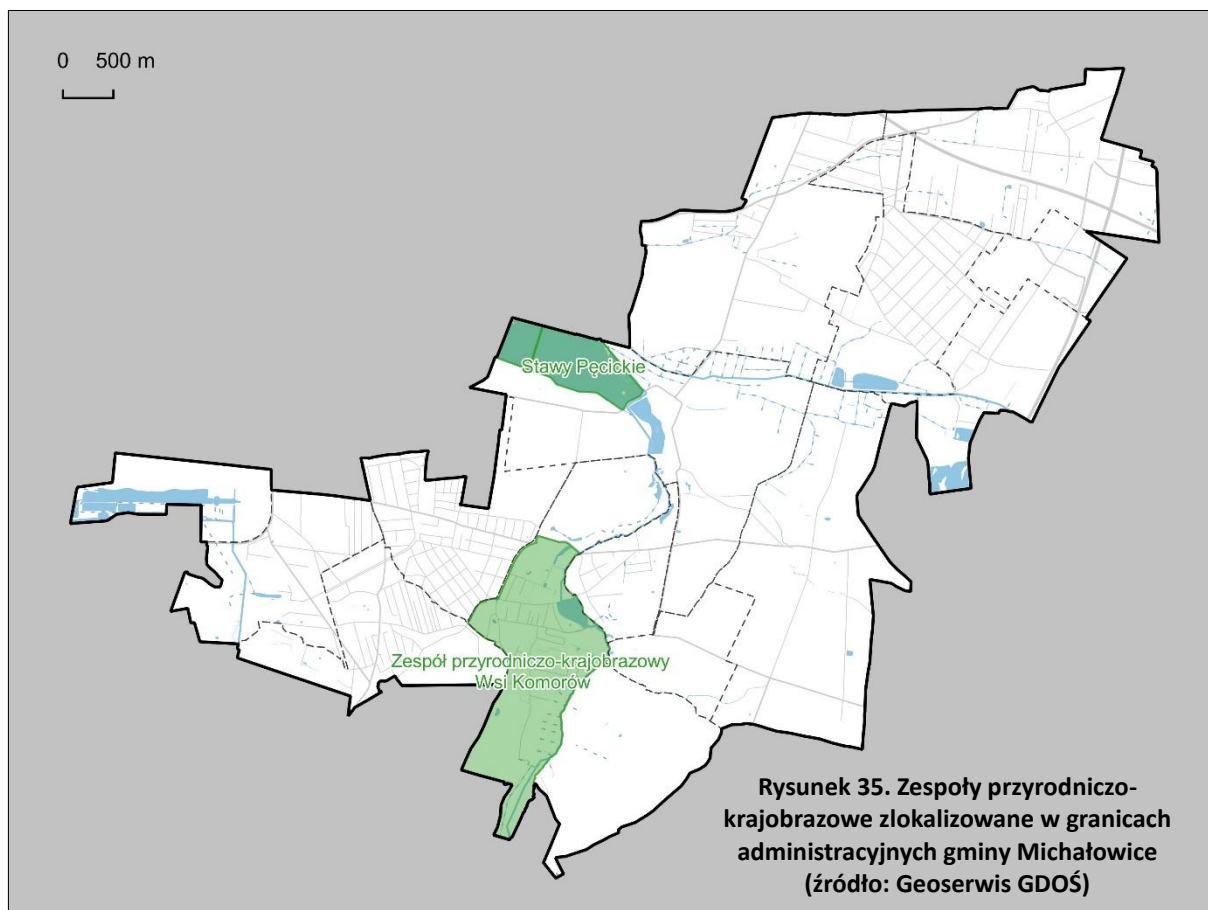 0 500 m
Stawy Pęcickie
Zespół przyrodniczo-krajobrazowy
Wsi Komorów
Rysunek 35. Zespoły przyrodniczo-
krajobrazowe zlokalizowane w granicach
administracyjnych gminy Michałowice
(źródło: Geoserwis GDOŚ)